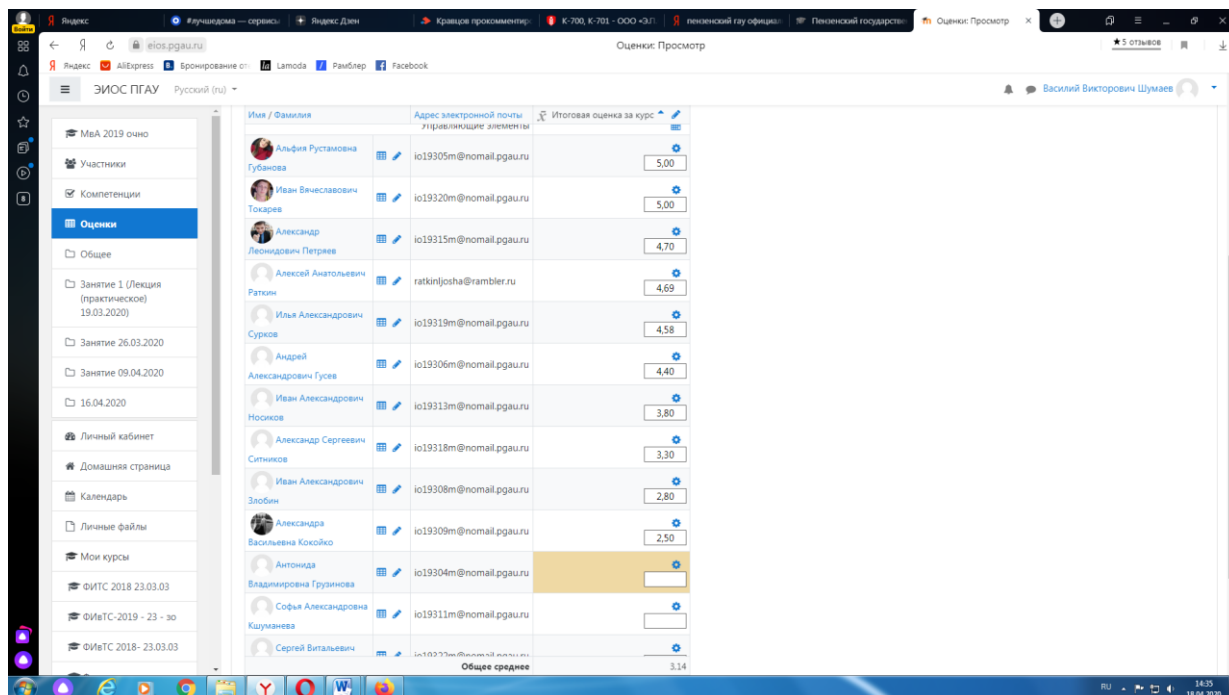 Яндекс
#лучшедома — сервисы
Яндекс Дзен
Кравцов прокомментиро
К-700, К-701 - ООО «ЭЛ
пензенский гау официал
Пензенский государстве
Оценки: Просмотр
Войти
eios.pgau.ru
Оценки: Просмотр
★5 отзывов
Яндекс AliExpress Бронирование оте Lamoda Рамблер Facebook
ЭИОС ПГАУ Русский (ru)
Василий Викторович Шумаев
МвА 2019 очно
Участники
Компетенции
Оценки
Общее
Занятие 1 (Лекция
(практическое)
19.03.2020)
Занятие 26.03.2020
Занятие 09.04.2020
16.04.2020
Личный кабинет
Домашняя страница
Календарь
Личные файлы
Мои курсы
ФИТС 2018 23.03.03
ФИвТС-2019 - 23 - зо
ФИвТС 2018- 23.03.03
Имя / Фамилия Адрес электронной почты Итоговая оценка за курс
Управляющие элементы
Альфия Рустамовна
Губанова io19305m@nomail.pgau.ru 5,00
Иван Вячеславович
Токарев io19320m@nomail.pgau.ru 5,00
Александр
Леонидович Петряев io19315m@nomail.pgau.ru 4,70
Алексей Анатольевич
Раткин ratkinljosha@rambler.ru 4,69
Илья Александрович
Сурков io19319m@nomail.pgau.ru 4,58
Андрей
Александрович Гусев io19306m@nomail.pgau.ru 4,40
Иван Александрович
Носиков io19313m@nomail.pgau.ru 3,80
Александр Сергеевич
Ситников io19318m@nomail.pgau.ru 3,30
Иван Александрович
Злобин io19308m@nomail.pgau.ru 2,80
Александра
Васильевна Кокойко io19309m@nomail.pgau.ru 2,50
Антонида
Владимировна Грузинова io19304m@nomail.pgau.ru
Софья Александровна
Кшуманева io19311m@nomail.pgau.ru
Сергей Витальевич
io19322m@nomail.pgau.ru
Общее среднее 3,14
RU
14:35
18.04.2020